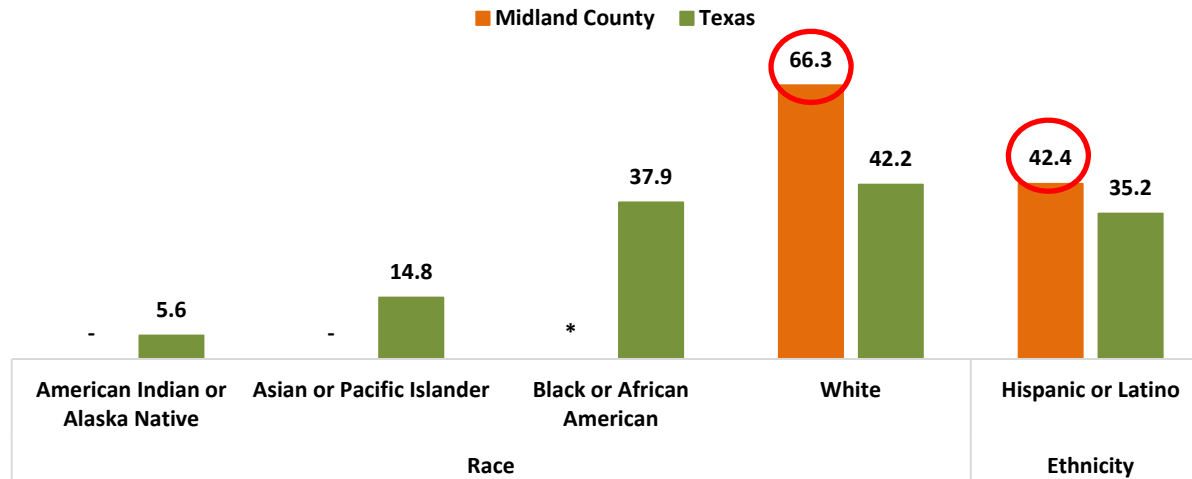 Midland County Texas
66.3
42.2
42.4
37.9
35.2
14.8
5.6
- - *
American Indian or Asian or Pacific Islander Black or African White Hispanic or Latino
Alaska Native American
Race Ethnicity